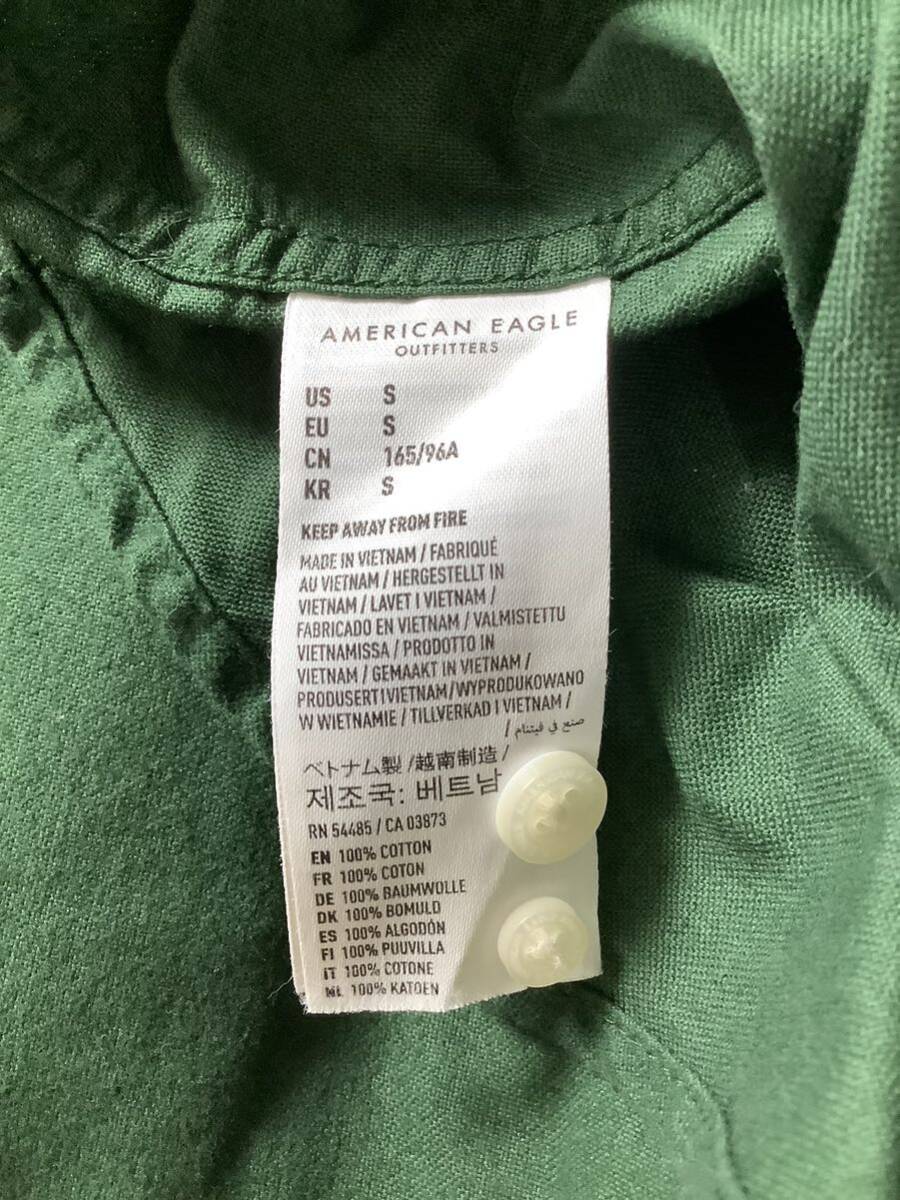 AMERICAN EAGLE
OUTFITTERS
US S
EU S
CN 165/96A
KR S
KEEP AWAY FROM FIRE
MADE IN VIETNAM / FABRIQUÉ
AU VIETNAM / HERGESTELLT IN
VIETNAM / LAVET I VIETNAM /
FABRICADO EN VIETNAM / VALMISTETTU
VIETNAMISSA / PRODOTTO IN
VIETNAM / GEMAAKT IN VIETNAM /
PRODUSERT I VIETNAM/WYPRODUKOWANO
W WIETNAMIE / TILLVERKAD I VIETNAM /
صنع في فيتنام /
ベトナム製 /越南制造 /
제조국: 베트남
RN 54485 / CA 03873
EN 100% COTTON
FR 100% COTON
DE 100% BAUMWOLLE
DK 100% BOMULD
ES 100% ALGODÓN
FI 100% PUUVILLA
IT 100% COTONE
NL 100% KATOEN